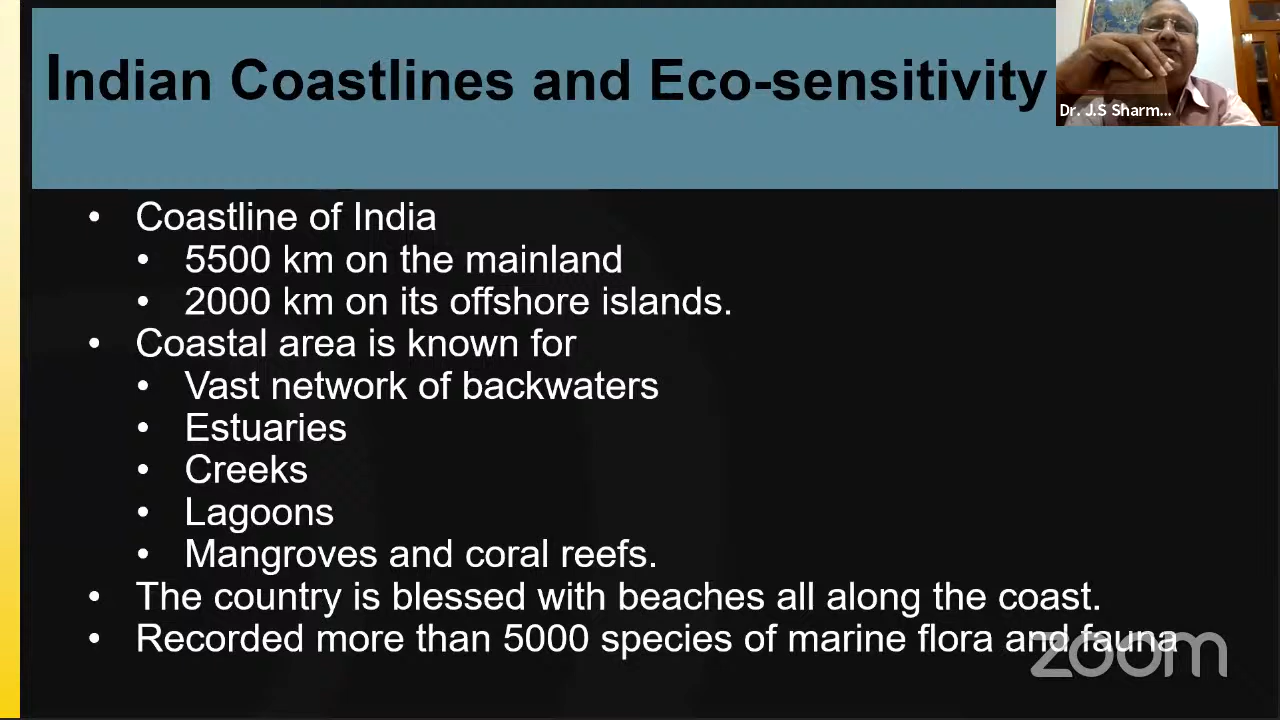 Indian Coastlines and Eco-sensitivity
Dr. J.S Sharm...
• Coastline of India
• 5500 km on the mainland
• 2000 km on its offshore islands.
• Coastal area is known for
• Vast network of backwaters
• Estuaries
• Creeks
• Lagoons
• Mangroves and coral reefs.
• The country is blessed with beaches all along the coast.
• Recorded more than 5000 species of marine flora and fauna
zoom